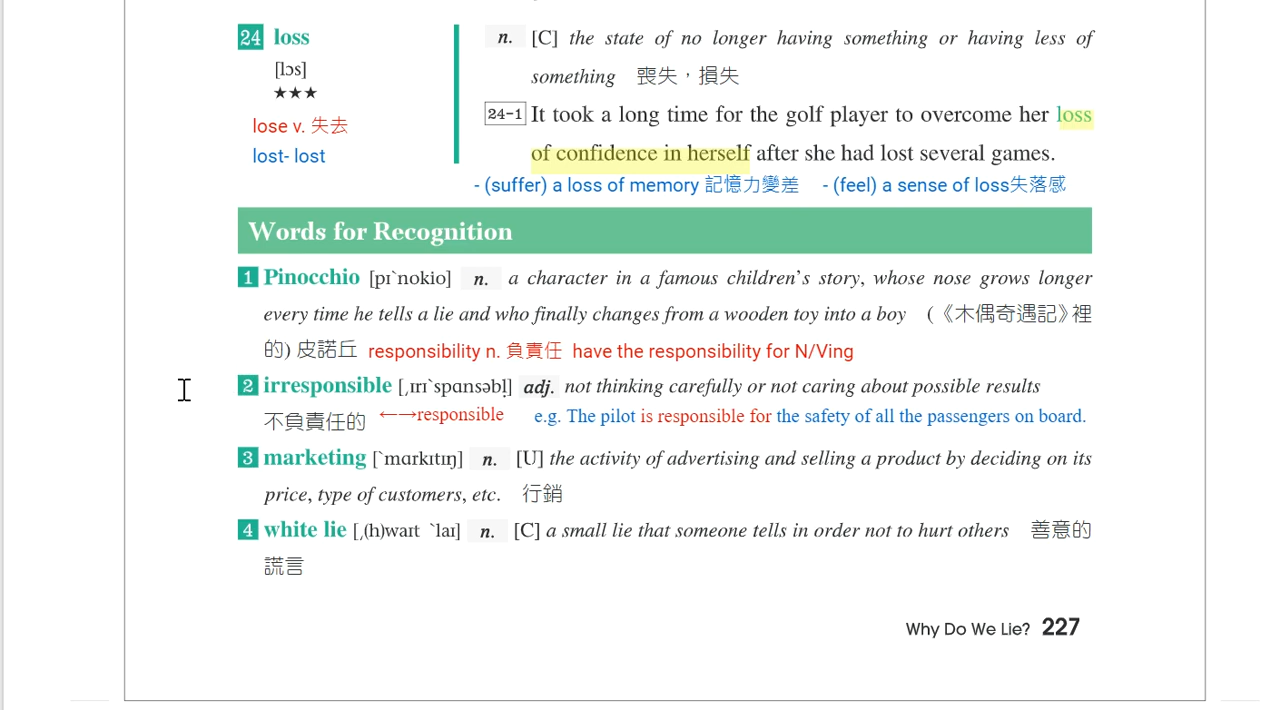 24 loss n. [C] the state of no longer having something or having less of
[lɔs] something 喪失，損失
★★★
24-1 It took a long time for the golf player to overcome her loss
lose v. 失去
lost- lost of confidence in herself after she had lost several games.
- (suffer) a loss of memory 記憶力變差 - (feel) a sense of loss失落感
Words for Recognition
1 Pinocchio [pɪˋnokio] n. a character in a famous children's story, whose nose grows longer
every time he tells a lie and who finally changes from a wooden toy into a boy (《木偶奇遇記》裡
的) 皮諾丘 responsibility n. 負責任 have the responsibility for N/Ving
2 irresponsible [ˏɪrɪˋspɑnsəbḷ] adj. not thinking carefully or not caring about possible results
不負責任的 ←→responsible e.g. The pilot is responsible for the safety of all the passengers on board.
3 marketing [ˋmɑrkɪtɪŋ] n. [U] the activity of advertising and selling a product by deciding on its
price, type of customers, etc. 行銷
4 white lie [ˏ(h)waɪt ˋlaɪ] n. [C] a small lie that someone tells in order not to hurt others 善意的
謊言
Why Do We Lie? 227